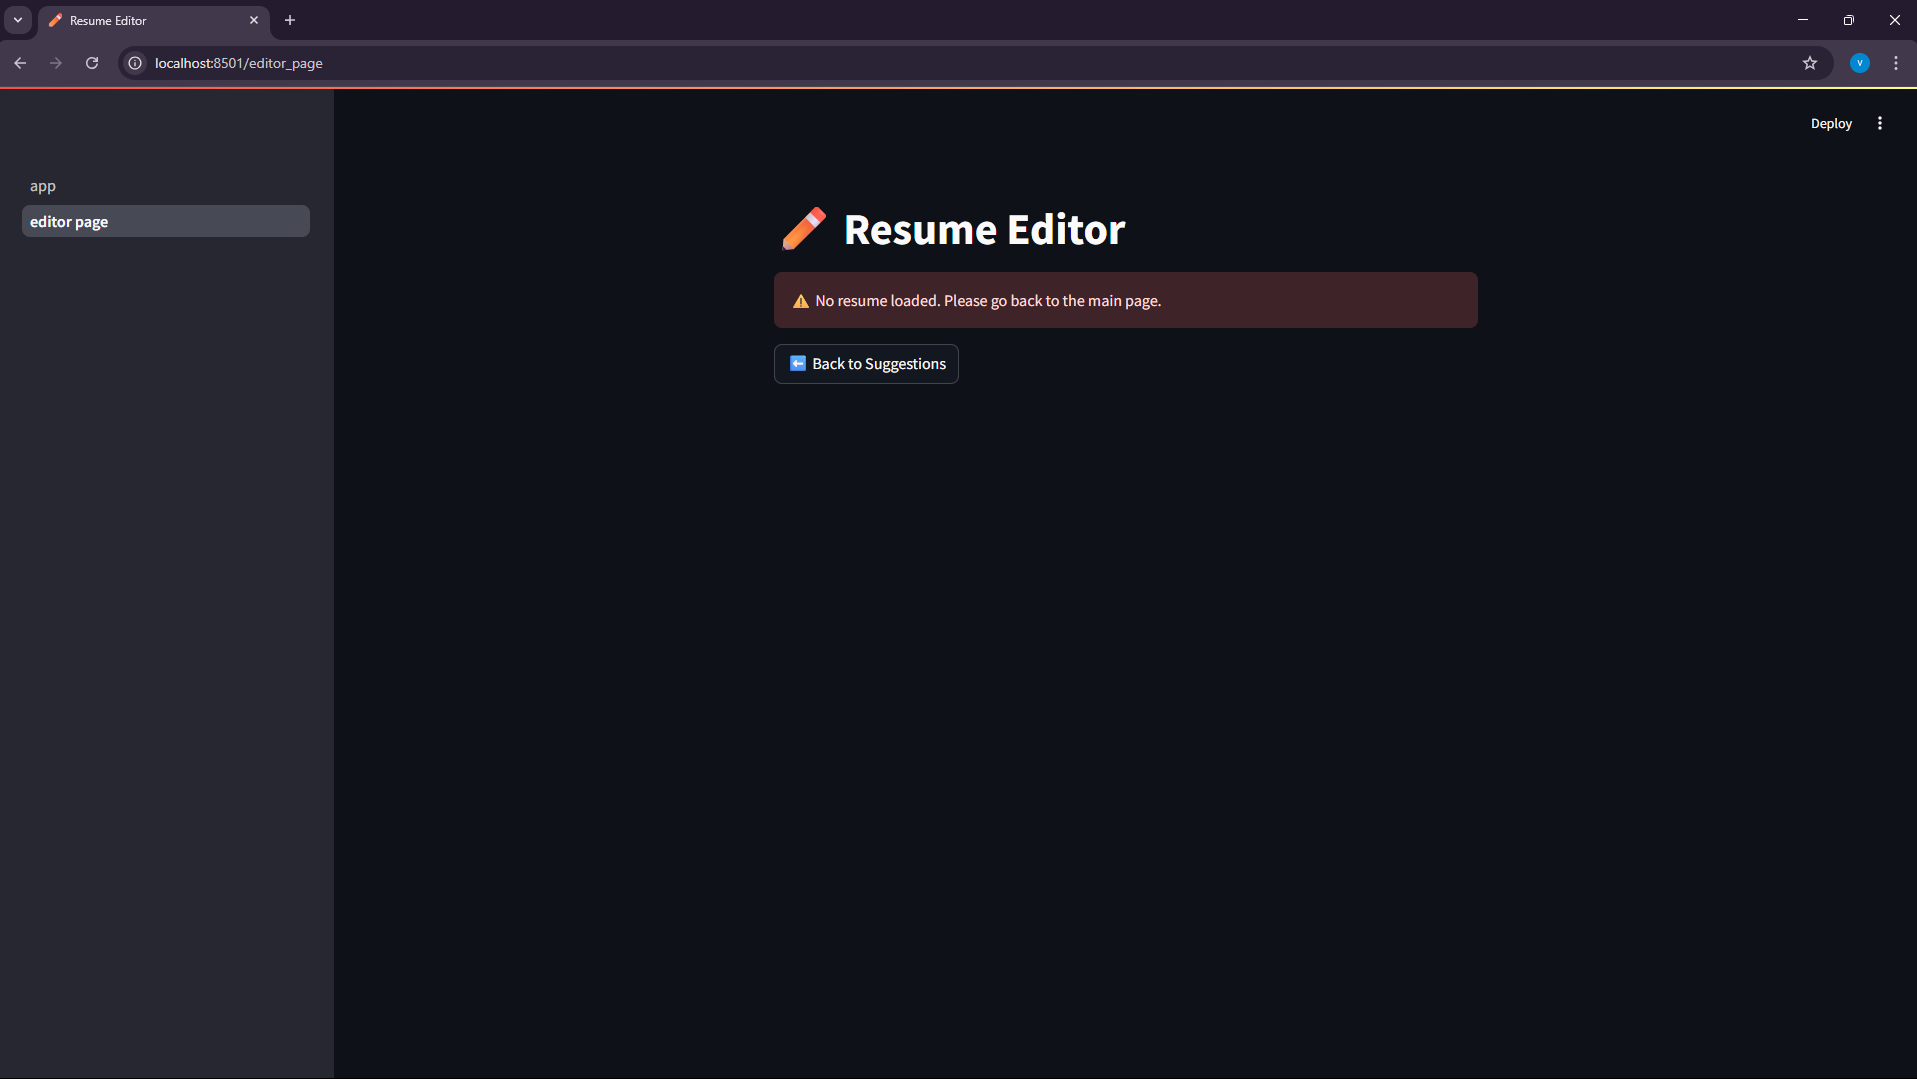 Resume Editor
localhost:8501/editor_page
Deploy
app
editor page
Resume Editor
No resume loaded. Please go back to the main page.
Back to Suggestions
V